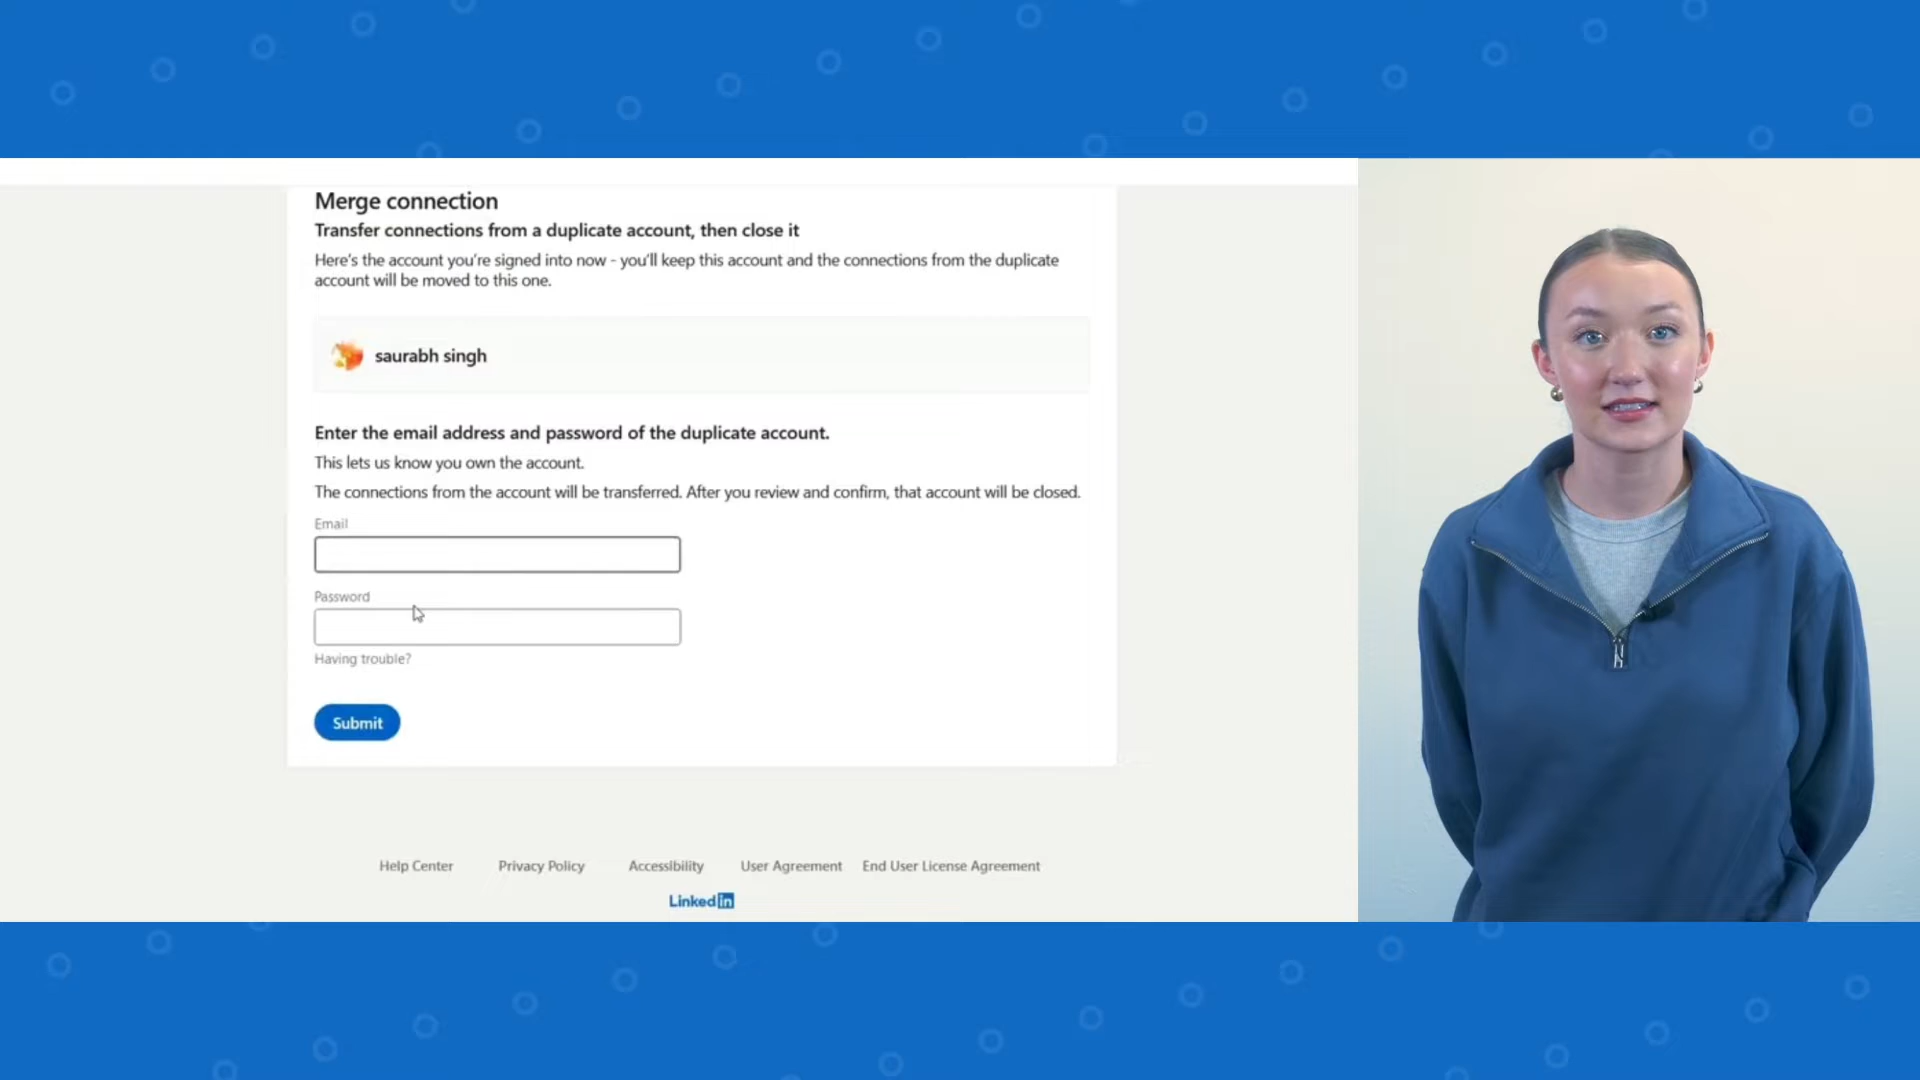 Merge connection
Transfer connections from a duplicate account, then close it
Here's the account you're signed into now - you'll keep this account and the connections from the duplicate
account will be moved to this one.
saurabh singh
Enter the email address and password of the duplicate account.
This lets us know you own the account.
The connections from the account will be transferred. After you review and confirm, that account will be closed.
Email
Password
Having trouble?
Submit
Help Center Privacy Policy Accessibility User Agreement End User License Agreement
Linked in